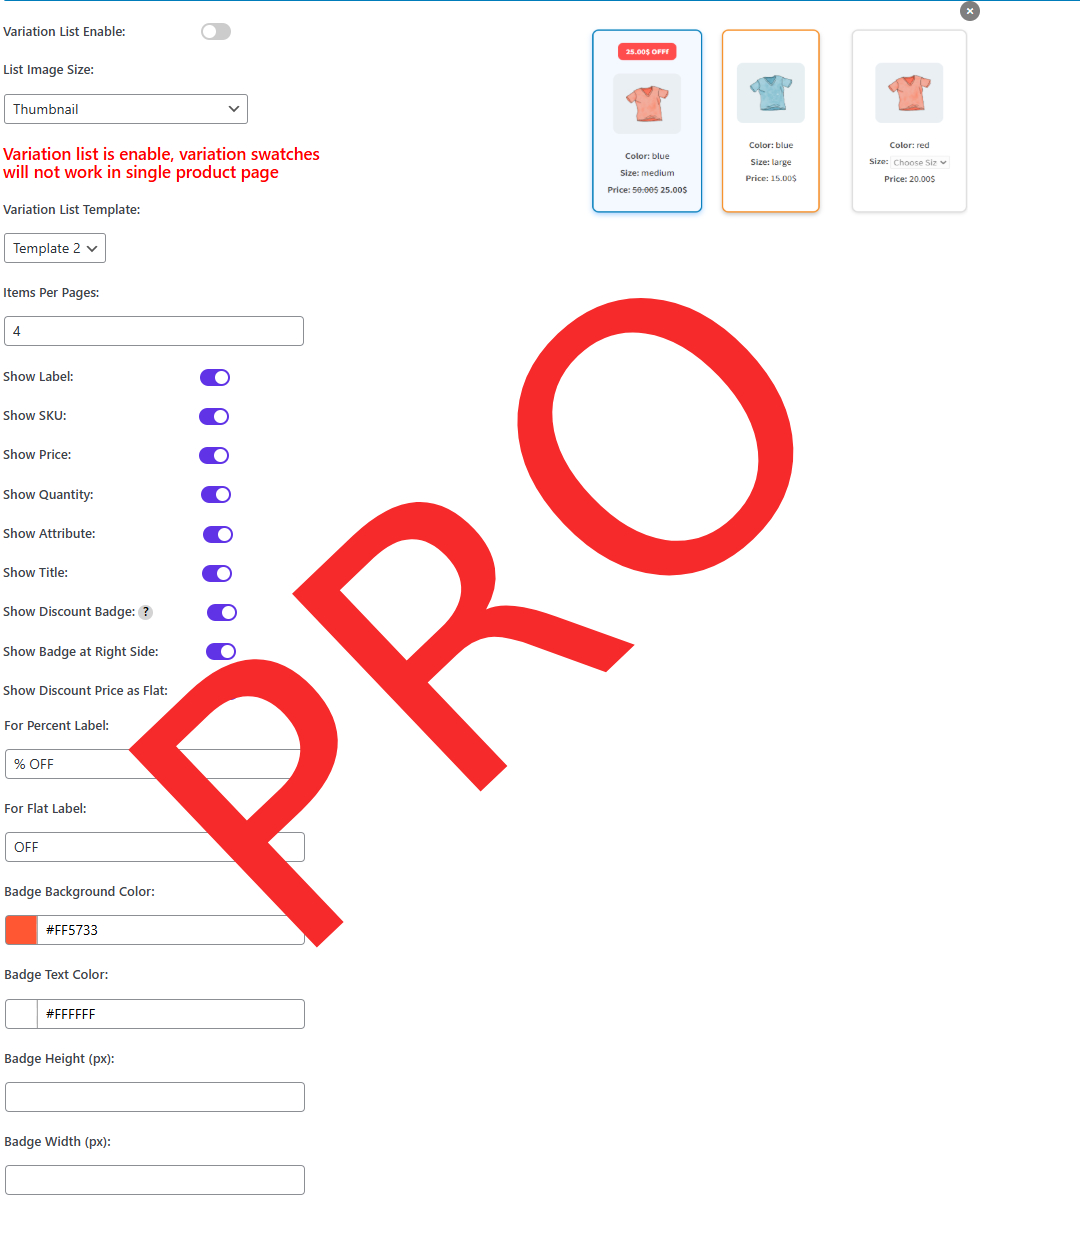 Variation List Enable:
List Image Size:
Thumbnail
Variation list is enable, variation swatches
will not work in single product page
Variation List Template:
Template 2
Items Per Pages:
4
Show Label:
Show SKU:
Show Price:
Show Quantity:
Show Attribute:
Show Title:
Show Discount Badge: ?
Show Badge at Right Side:
Show Discount Price as Flat:
For Percent Label:
% OFF
For Flat Label:
OFF
Badge Background Color:
#FF5733
Badge Text Color:
#FFFFFF
Badge Height (px):
Badge Width (px):
25.00$ OFFF
Color: blue
Size: medium
Price: 50.00$ 25.00$
Color: blue
Size: large
Price: 15.00$
Color: red
Size: Choose Siz
Price: 20.00$
PRO